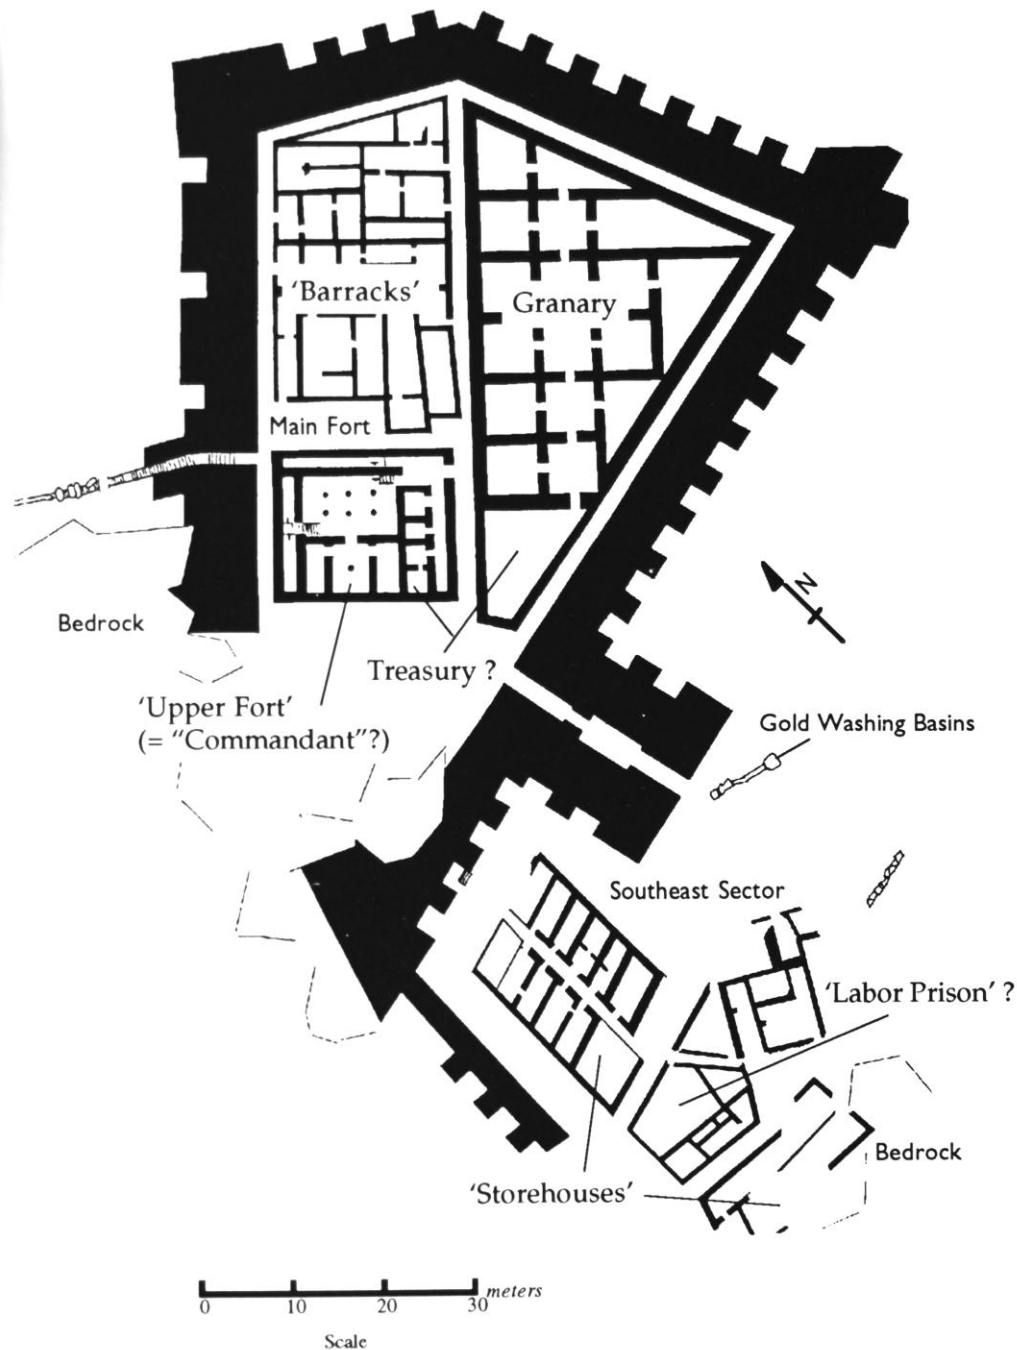 'Barracks'
Granary
Main Fort
N
Bedrock
Treasury ?
'Upper Fort'
(= "Commandant"?)
Gold Washing Basins
Southeast Sector
'Labor Prison' ?
Bedrock
'Storehouses'
meters
0 10 20 30
Scale